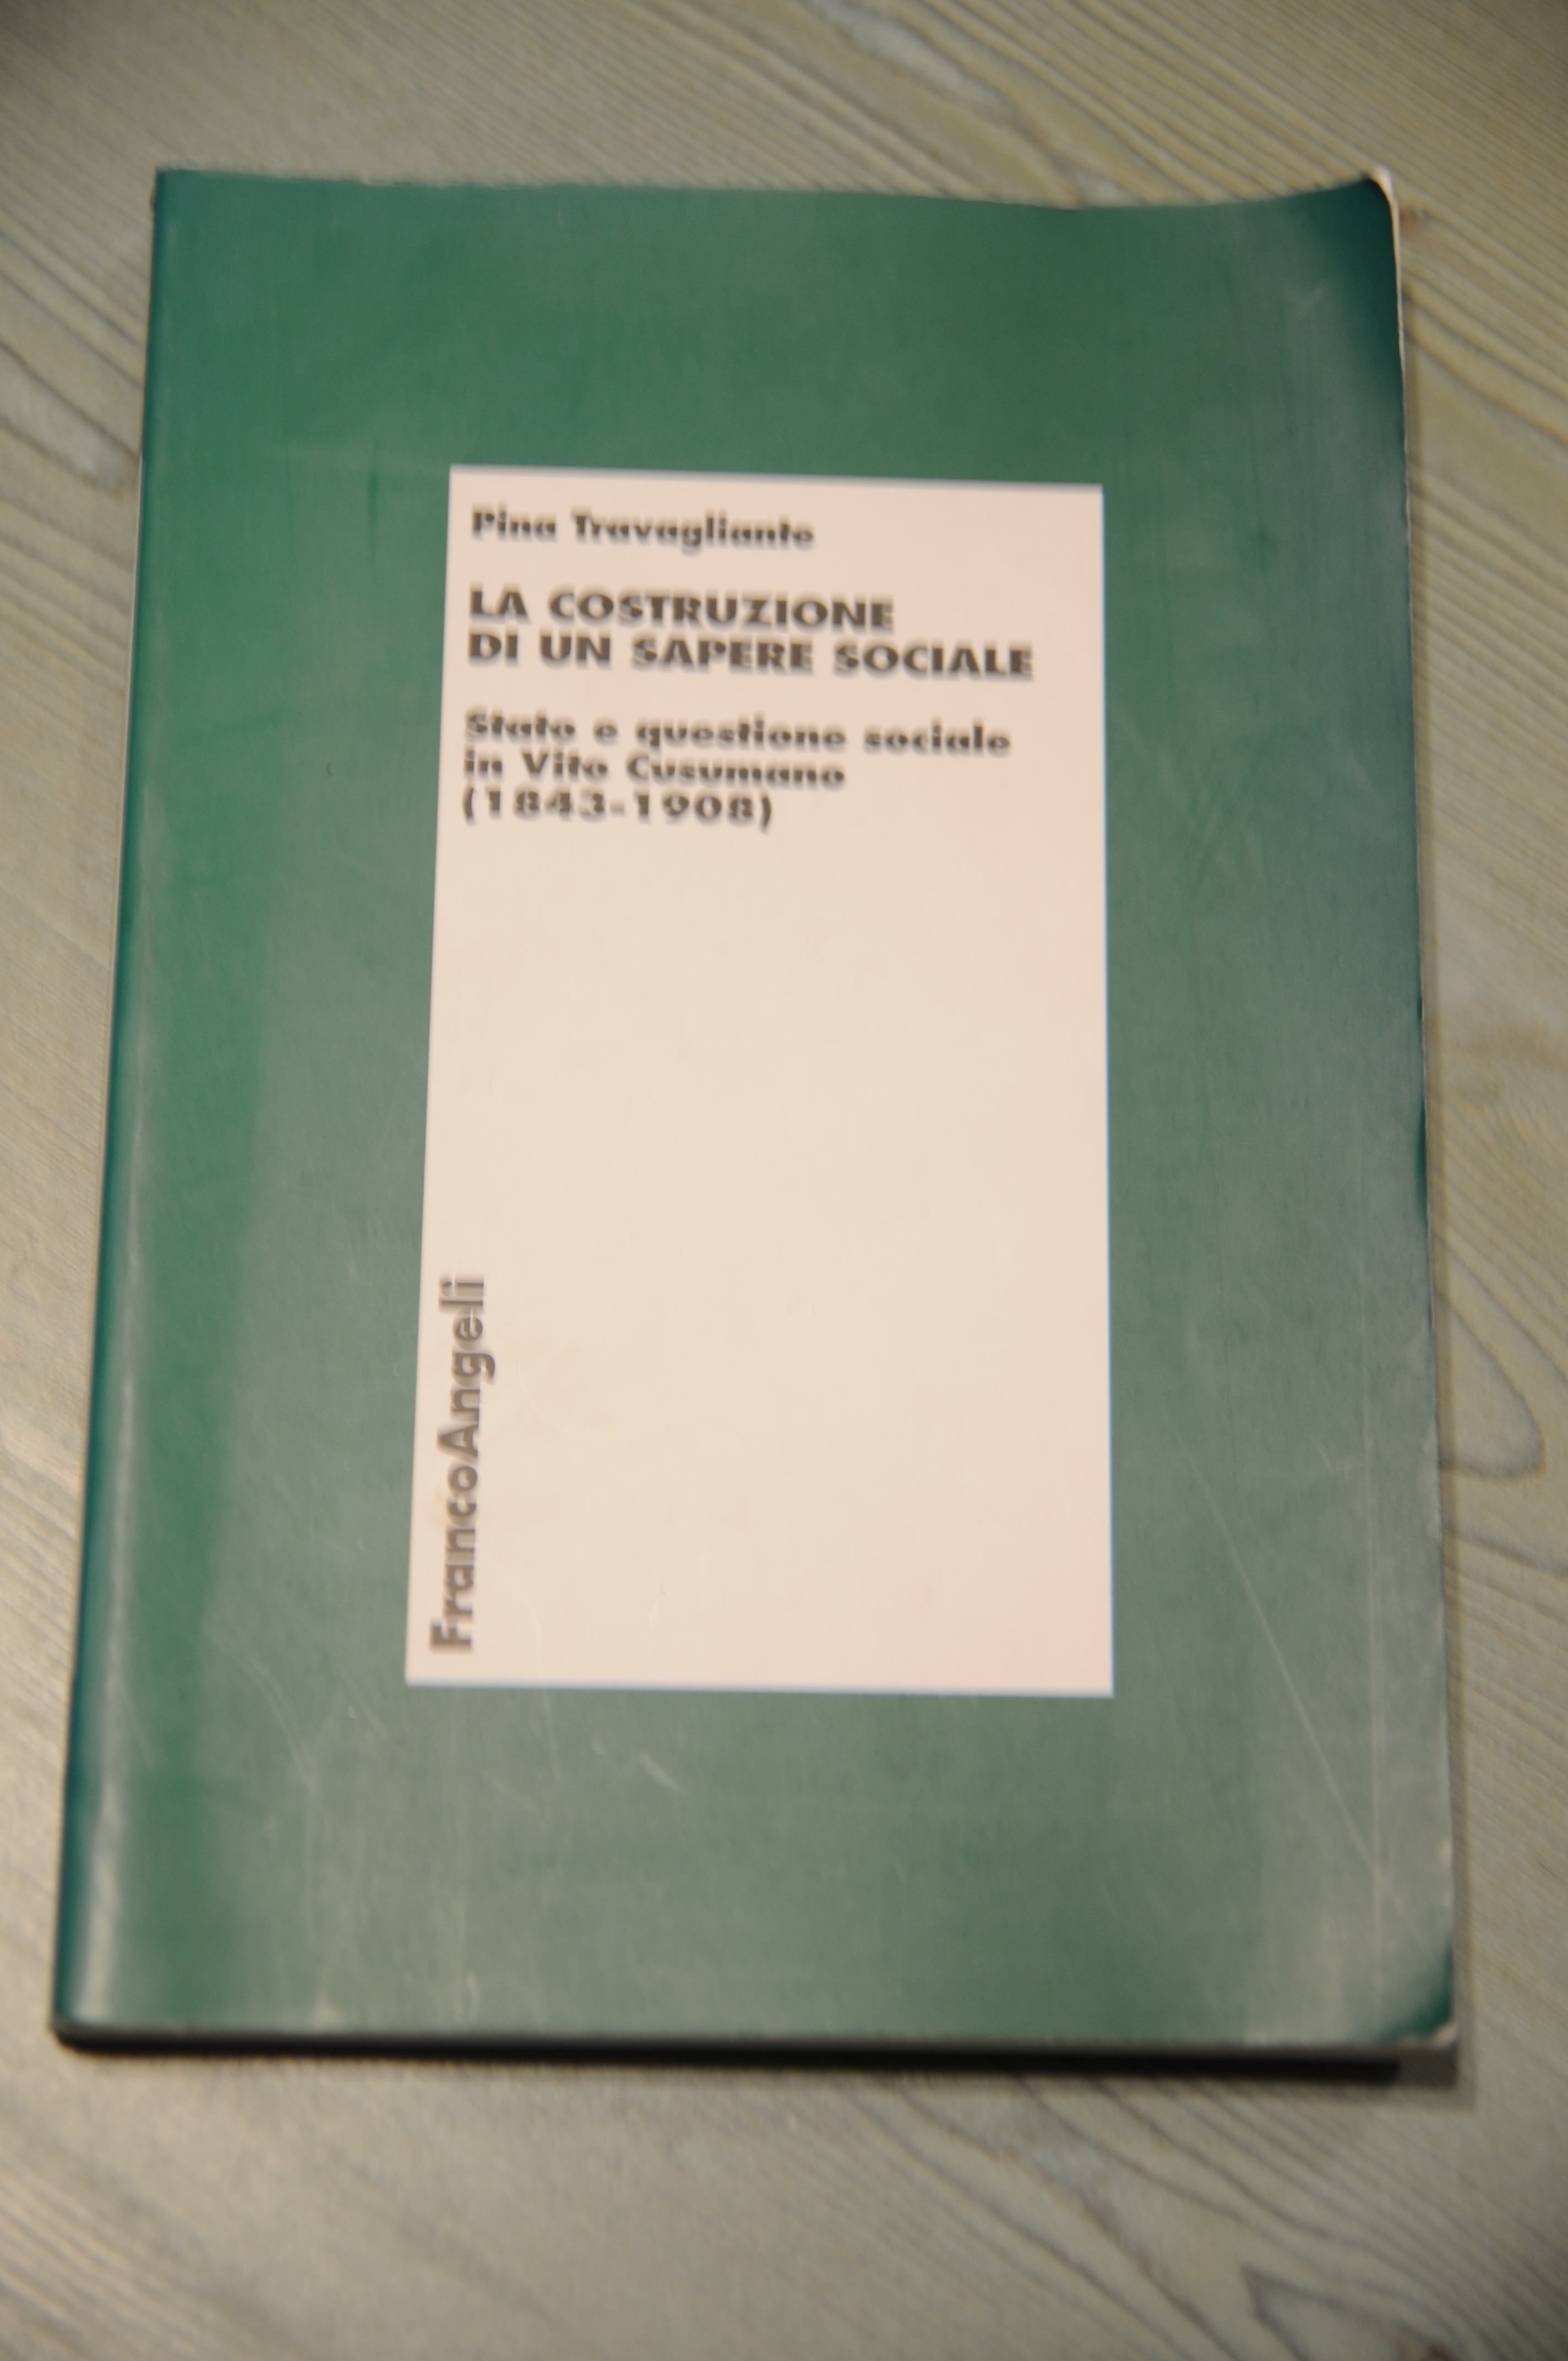 Pina Travagliante
LA COSTRUZIONE
DI UN SAPERE SOCIALE
Stato e questione sociale
in Vito Cusumano
(1843-1908)
FrancoAngeli